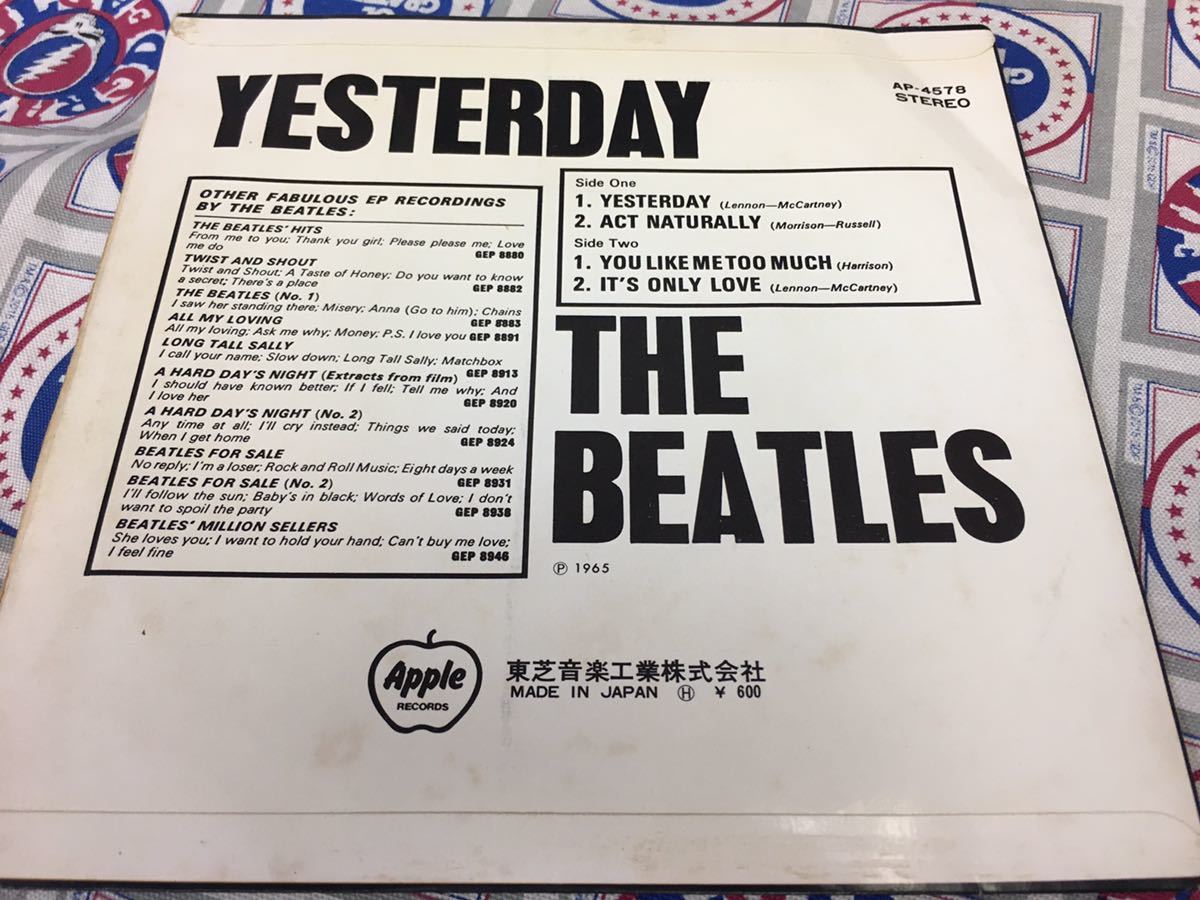 YESTERDAY
AP-4578
STEREO
OTHER FABULOUS EP RECORDINGS
BY THE BEATLES:
THE BEATLES' HITS
From me to you; Thank you girl; Please please me; Love
me do GEP 8880
TWIST AND SHOUT
Twist and Shout; A Taste of Honey; Do you want to know
a secret; There's a place GEP 8882
THE BEATLES (No. 1)
I saw her standing there; Misery; Anna (Go to him); Chains
ALL MY LOVING GEP 8883
All my loving; Ask me why; Money; P.S. I love you GEP 8891
LONG TALL SALLY
I call your name; Slow down; Long Tall Sally; Matchbox
A HARD DAY'S NIGHT (Extracts from film) GEP 8913
I should have known better; If I fell; Tell me why; And
I love her GEP 8920
A HARD DAY'S NIGHT (No. 2)
Any time at all; I'll cry instead; Things we said today;
When I get home GEP 8924
BEATLES FOR SALE
No reply; I'm a loser; Rock and Roll Music; Eight days a week
BEATLES FOR SALE (No. 2) GEP 8931
I'll follow the sun; Baby's in black; Words of Love; I don't
want to spoil the party GEP 8938
BEATLES' MILLION SELLERS
She loves you; I want to hold your hand; Can't buy me love;
I feel fine GEP 8946
Side One
1. YESTERDAY (Lennon—McCartney)
2. ACT NATURALLY (Morrison—Russell)
Side Two
1. YOU LIKE ME TOO MUCH (Harrison)
2. IT'S ONLY LOVE (Lennon—McCartney)
THE
BEATLES
Ⓟ 1965
Apple
RECORDS
東芝音楽工業株式会社
MADE IN JAPAN Ⓗ ¥ 600